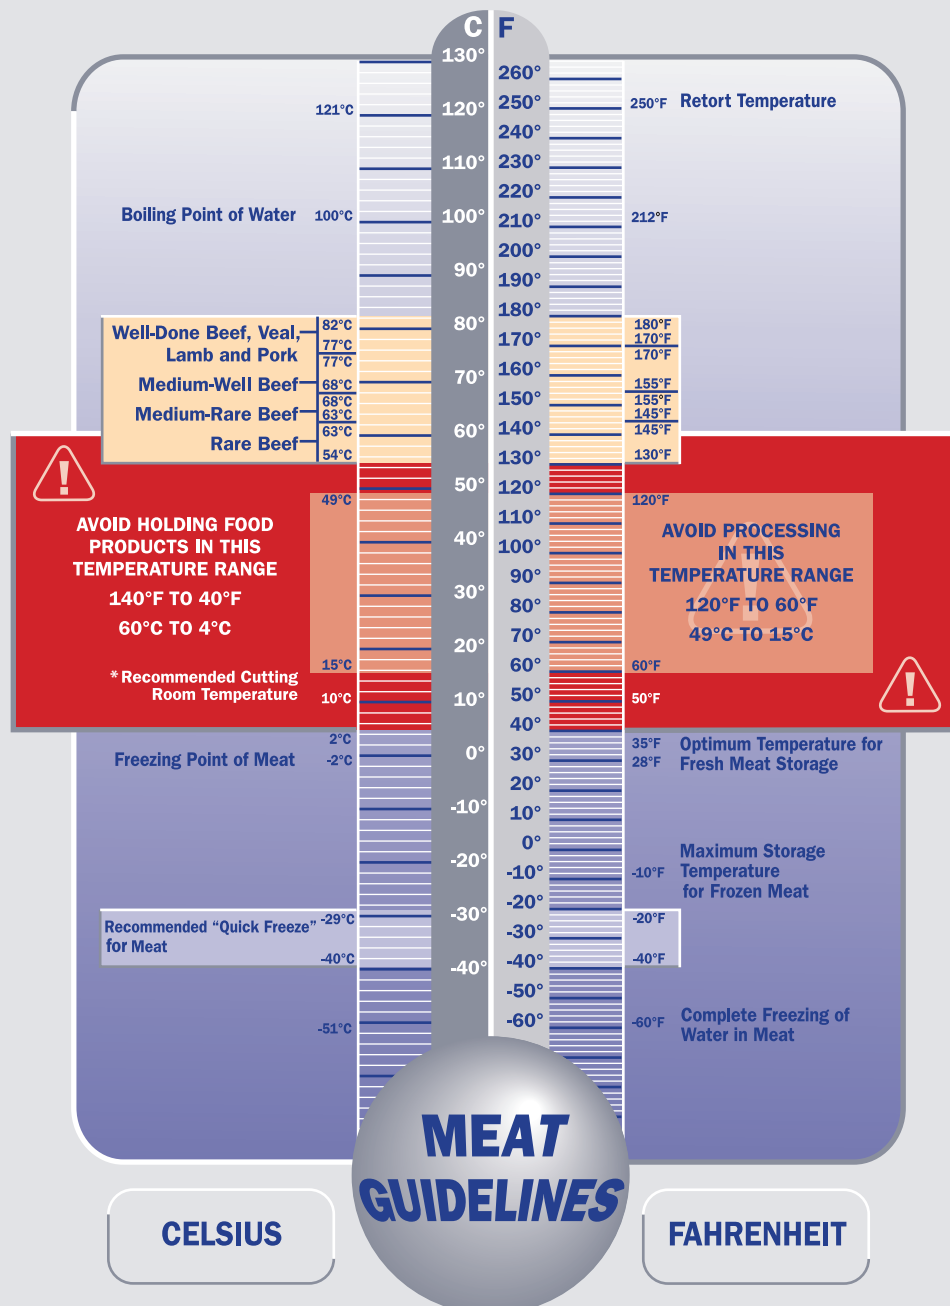 C F
130°
120°
110°
100°
90°
80°
70°
60°
50°
40°
30°
20°
10°
0°
-10°
-20°
-30°
-40°
260°
250°
240°
230°
220°
210°
200°
190°
180°
170°
160°
150°
140°
130°
120°
110°
100°
90°
80°
70°
60°
50°
40°
30°
20°
10°
0°
-10°
-20°
-30°
-40°
-50°
-60°
121°C
250°F Retort Temperature
Boiling Point of Water 100°C
212°F
Well-Done Beef, Veal,
Lamb and Pork
82°C
77°C
77°C
Medium-Well Beef
68°C
68°C
Medium-Rare Beef
63°C
63°C
Rare Beef
54°C
180°F
170°F
170°F
155°F
155°F
145°F
145°F
130°F
49°C
AVOID HOLDING FOOD
PRODUCTS IN THIS
TEMPERATURE RANGE
140°F TO 40°F
60°C TO 4°C
15°C
*Recommended Cutting
Room Temperature
10°C
120°F
AVOID PROCESSING
IN THIS
TEMPERATURE RANGE
120°F TO 60°F
49°C TO 15°C
60°F
50°F
2°C
Freezing Point of Meat -2°C
35°F Optimum Temperature for
28°F Fresh Meat Storage
Maximum Storage
-10°F Temperature
for Frozen Meat
Recommended “Quick Freeze” -29°C
for Meat
-40°C
-20°F
-40°F
-51°C
-60°F Complete Freezing of
Water in Meat
MEAT
GUIDELINES
CELSIUS
FAHRENHEIT